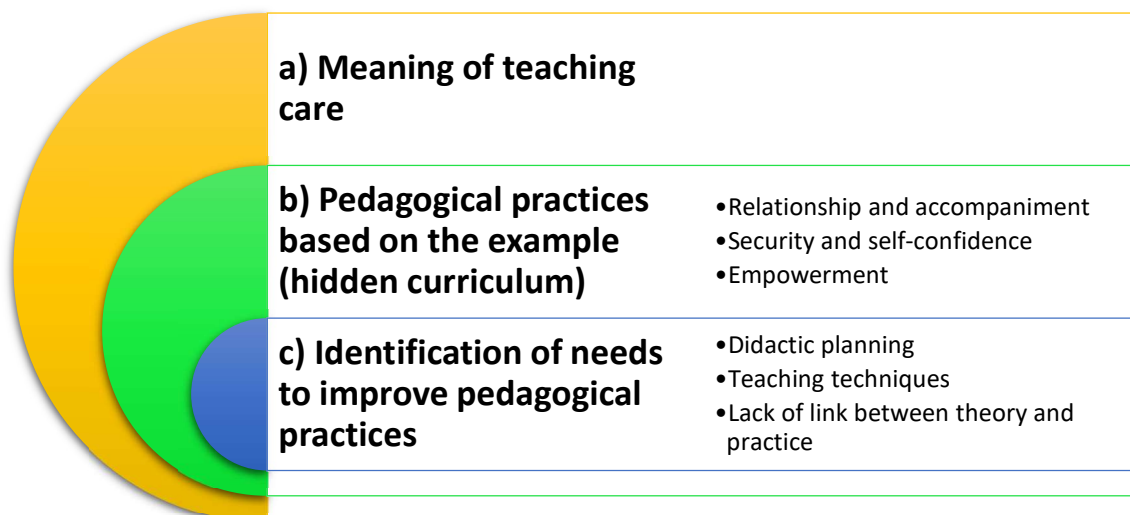 a) Meaning of teaching
care
b) Pedagogical practices
based on the example
(hidden curriculum)
•Relationship and accompaniment
•Security and self-confidence
•Empowerment
c) Identification of needs
to improve pedagogical
practices
•Didactic planning
•Teaching techniques
•Lack of link between theory and
practice